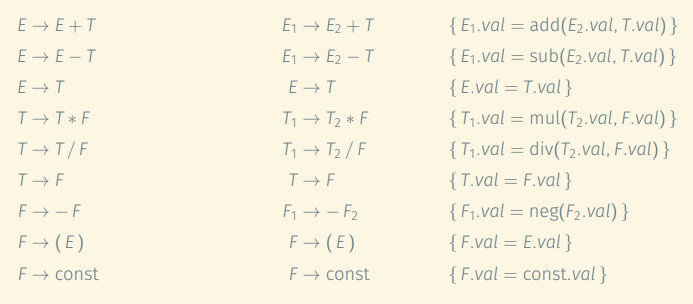 E → E + T E₁ → E₂ + T { E₁.val = add(E₂.val, T.val) }
E → E − T E₁ → E₂ − T { E₁.val = sub(E₂.val, T.val) }
E → T E → T { E.val = T.val }
T → T ∗ F T₁ → T₂ ∗ F { T₁.val = mul(T₂.val, F.val) }
T → T / F T₁ → T₂ / F { T₁.val = div(T₂.val, F.val) }
T → F T → F { T.val = F.val }
F → − F F₁ → − F₂ { F₁.val = neg(F₂.val) }
F → ( E ) F → ( E ) { F.val = E.val }
F → const F → const { F.val = const.val }